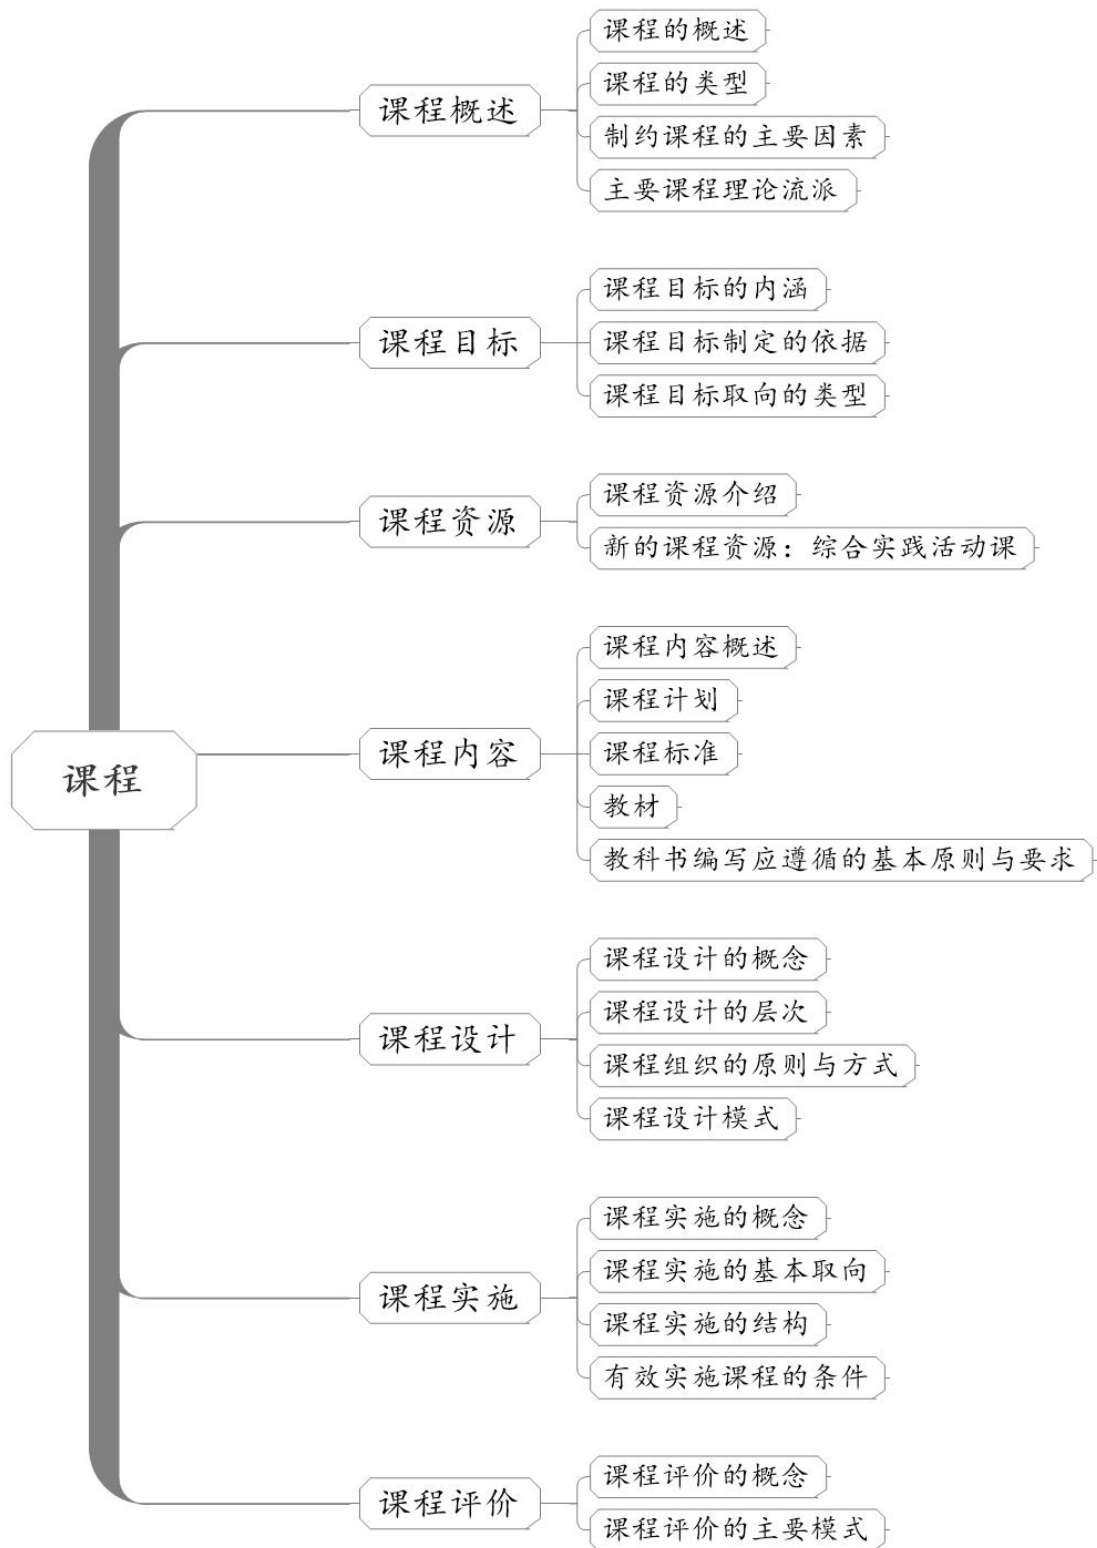 课程
课程概述
课程的概述
课程的类型
制约课程的主要因素
主要课程理论流派
课程目标
课程目标的内涵
课程目标制定的依据
课程目标取向的类型
课程资源
课程资源介绍
新的课程资源：综合实践活动课
课程内容
课程内容概述
课程计划
课程标准
教材
教科书编写应遵循的基本原则与要求
课程设计
课程设计的概念
课程设计的层次
课程组织的原则与方式
课程设计模式
课程实施
课程实施的概念
课程实施的基本取向
课程实施的结构
有效实施课程的条件
课程评价
课程评价的概念
课程评价的主要模式